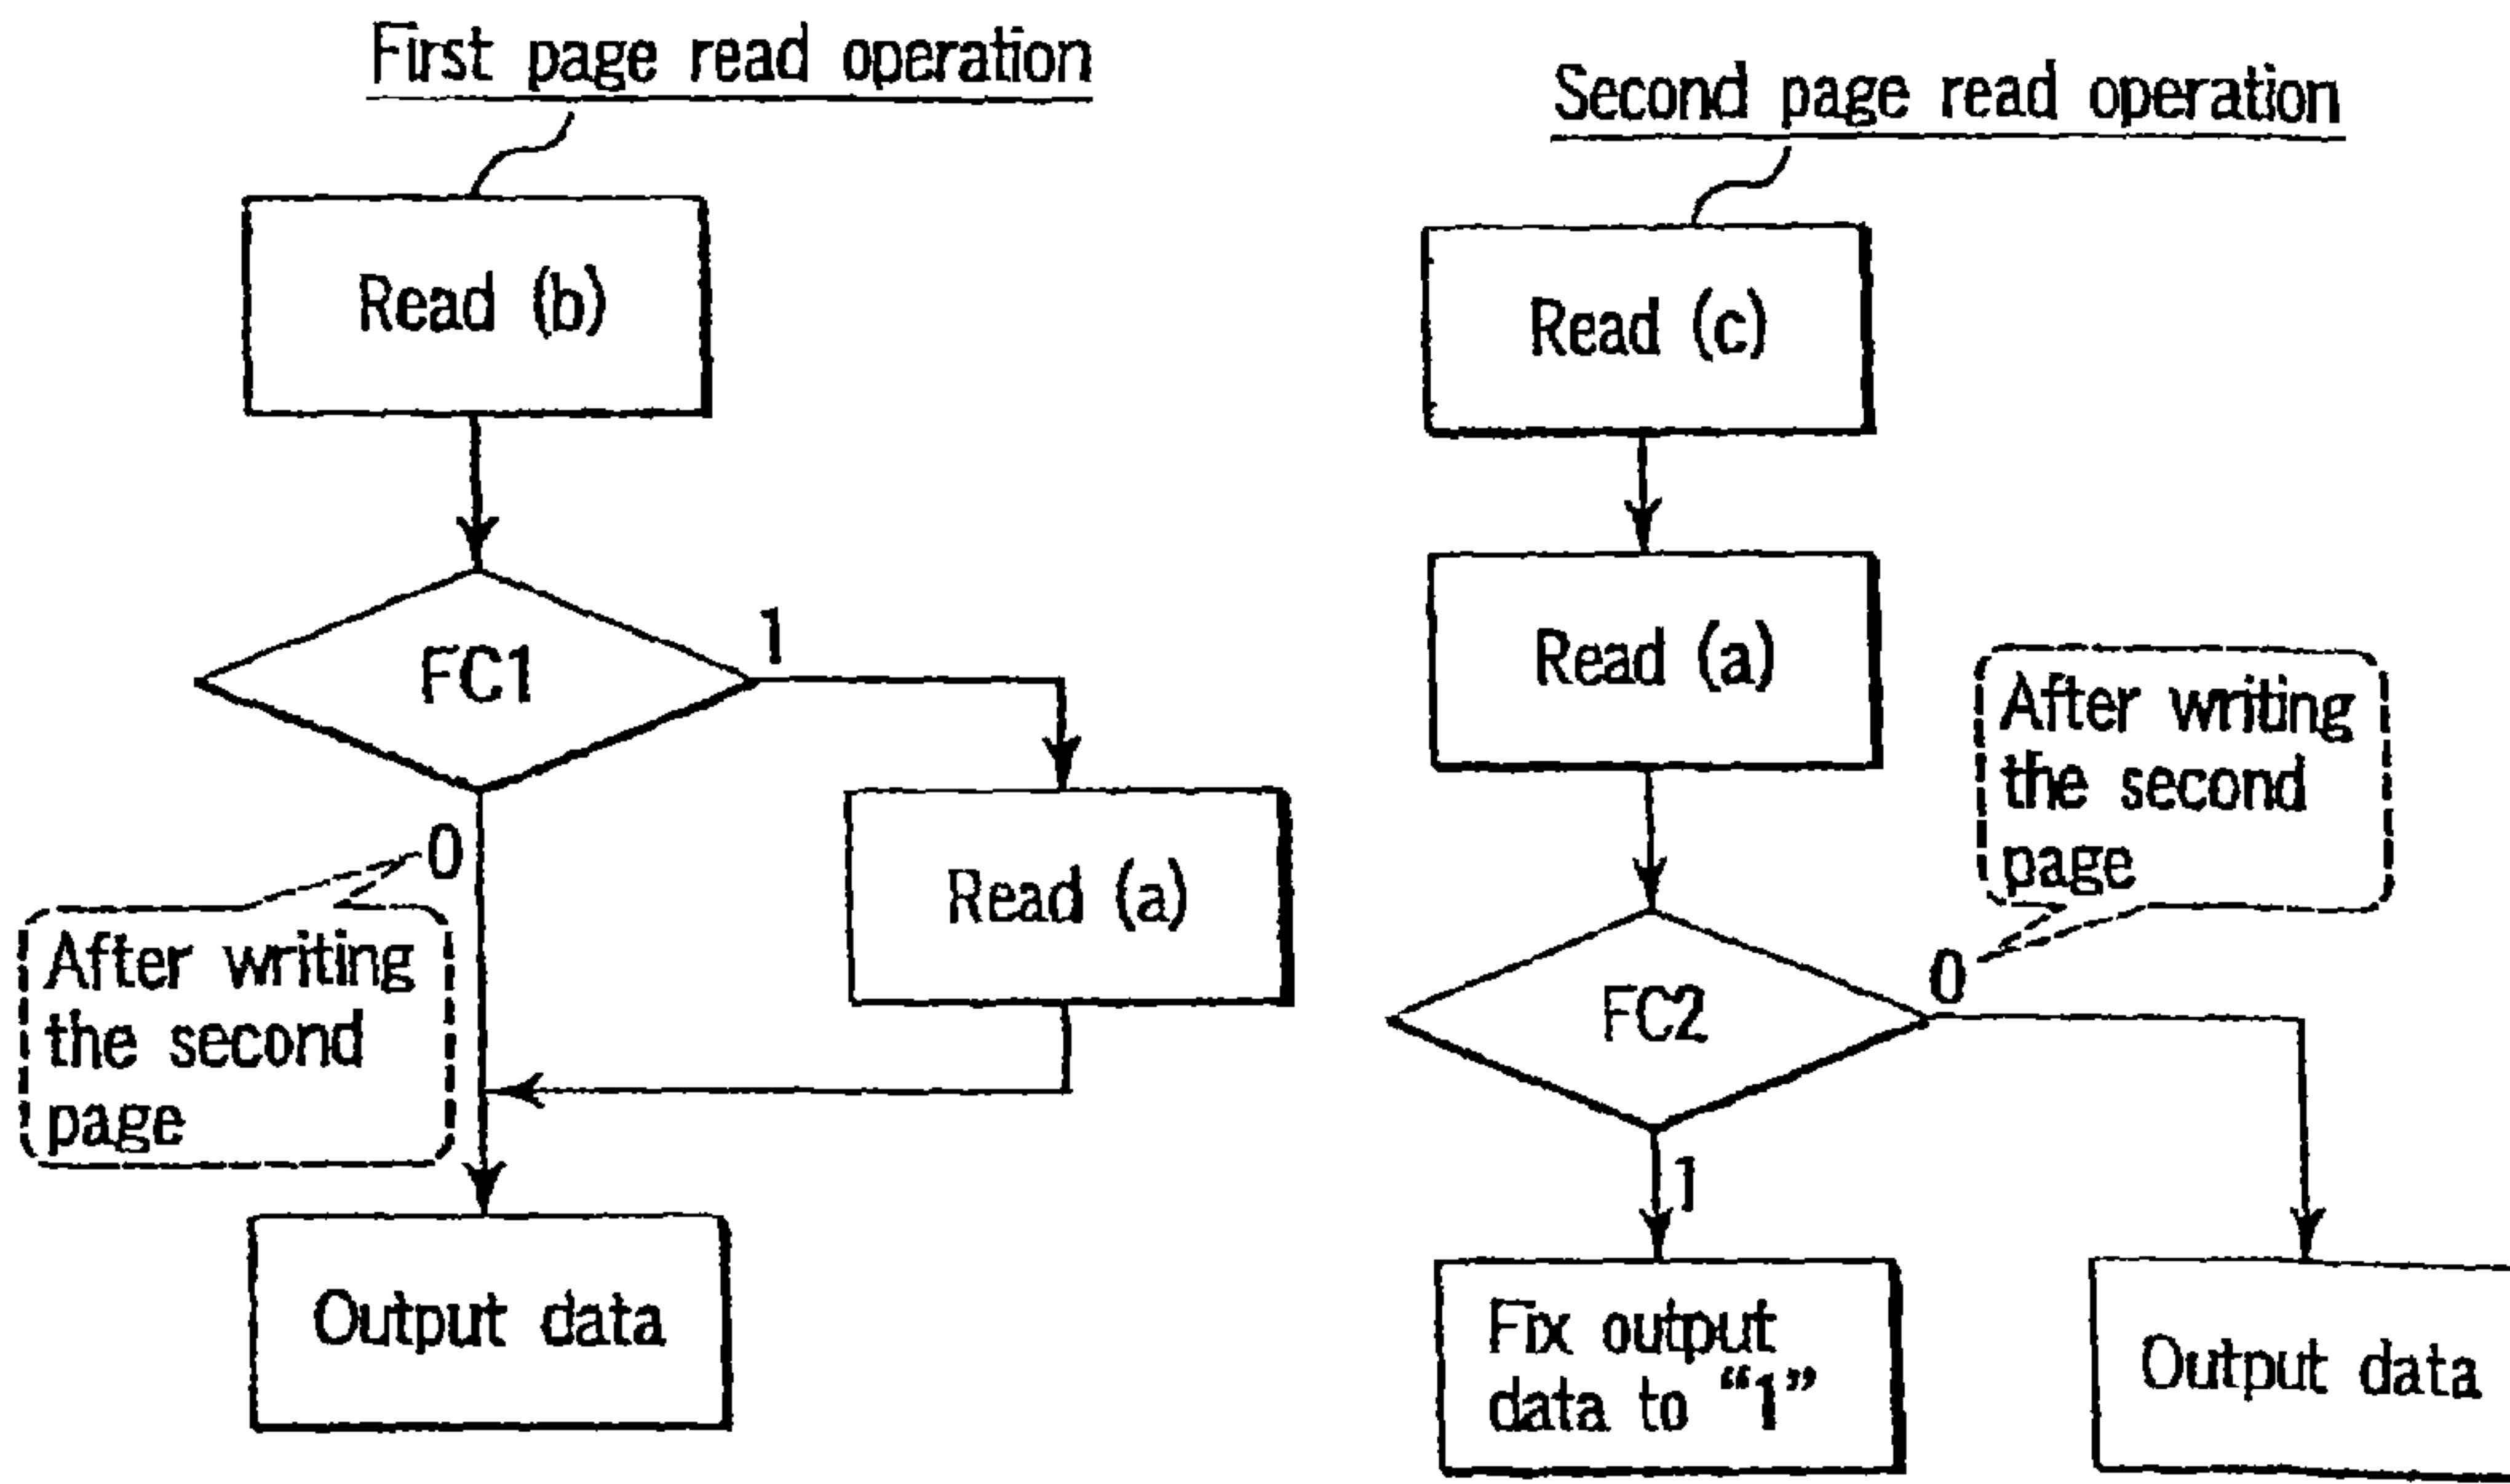 First page read operation
Read (b)
FC1
1
0
Read (a)
After writing
the second
page
Output data
Second page read operation
Read (c)
Read (a)
After writing
the second
page
FC2
0
1
Fix output
data to “1”
Output data